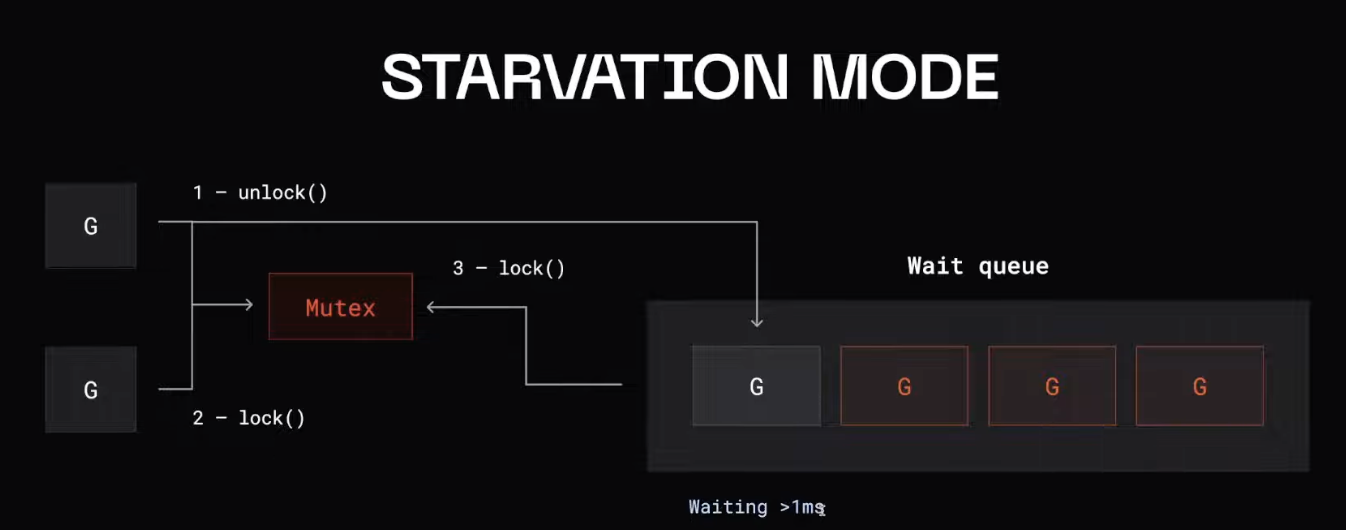 STARVATION MODE
1 – unlock()
G
3 – lock()
Wait queue
Mutex
G
G
G
G
G
2 – lock()
Waiting >1ms